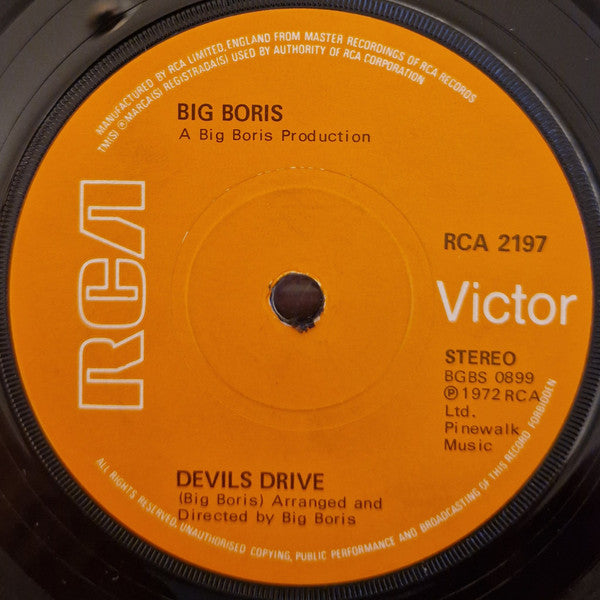 MANUFACTURED BY RCA LIMITED, ENGLAND FROM MASTER RECORDINGS OF RCA RECORDS
TM(S) ® MARCA(S) REGISTRADA(S) USED BY AUTHORITY OF RCA CORPORATION
BIG BORIS
A Big Boris Production
RCA
RCA 2197
Victor
STEREO
BGBS 0899
℗ 1972 RCA
Ltd.
Pinewalk
Music
DEVILS DRIVE
(Big Boris) Arranged and
Directed by Big Boris
ALL RIGHTS RESERVED, UNAUTHORISED COPYING, PUBLIC PERFORMANCE AND BROADCASTING OF THIS RECORD FORBIDDEN